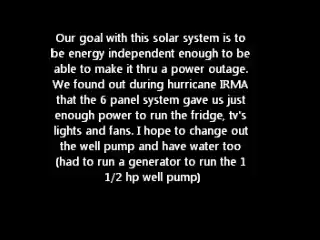 Our goal with this solar system is to
be energy independent enough to be
able to make it thru a power outage.
We found out during hurricane IRMA
that the 6 panel system gave us just
enough power to run the fridge, tv's
lights and fans. I hope to change out
the well pump and have water too
(had to run a generator to run the 1
1/2 hp well pump)